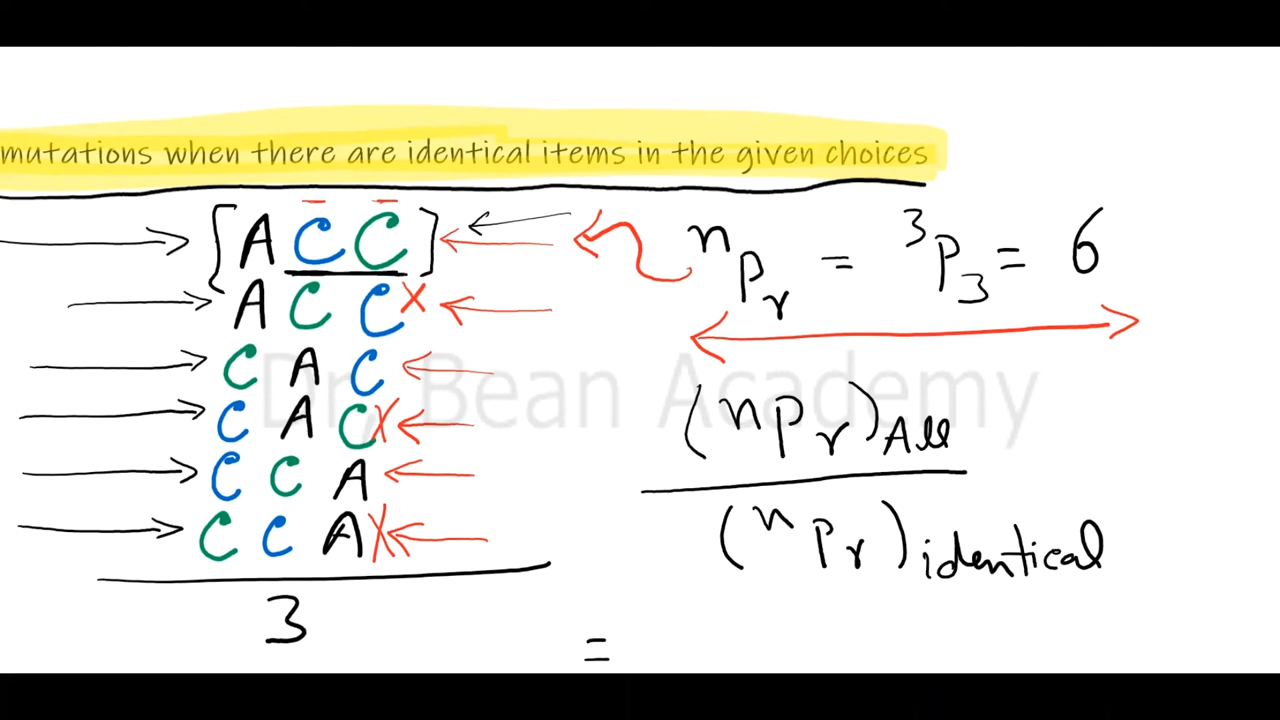 mutations when there are identical items in the given choices
[ A C C ]
A C C x
C A C
C A C x
C C A
C C A x
3
nPr = 3P3 = 6
(nPr)All
(nPr)identical
=
Dr. Bean Academy